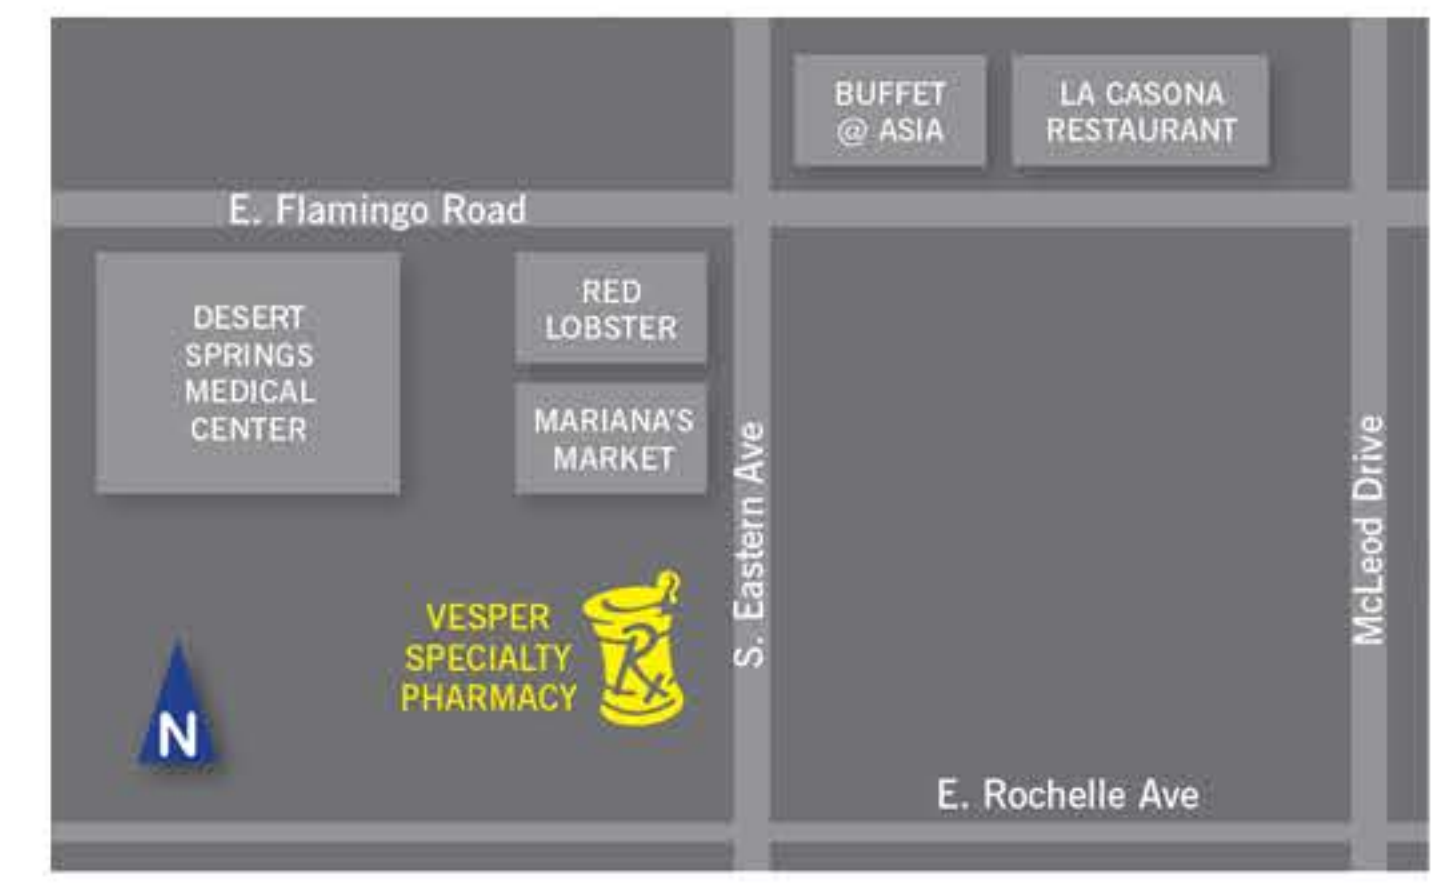 BUFFET
@ ASIA
LA CASONA
RESTAURANT
E. Flamingo Road
DESERT
SPRINGS
MEDICAL
CENTER
RED
LOBSTER
MARIANA'S
MARKET
S. Eastern Ave
McLeod Drive
VESPER
SPECIALTY
PHARMACY
Rx
N
E. Rochelle Ave